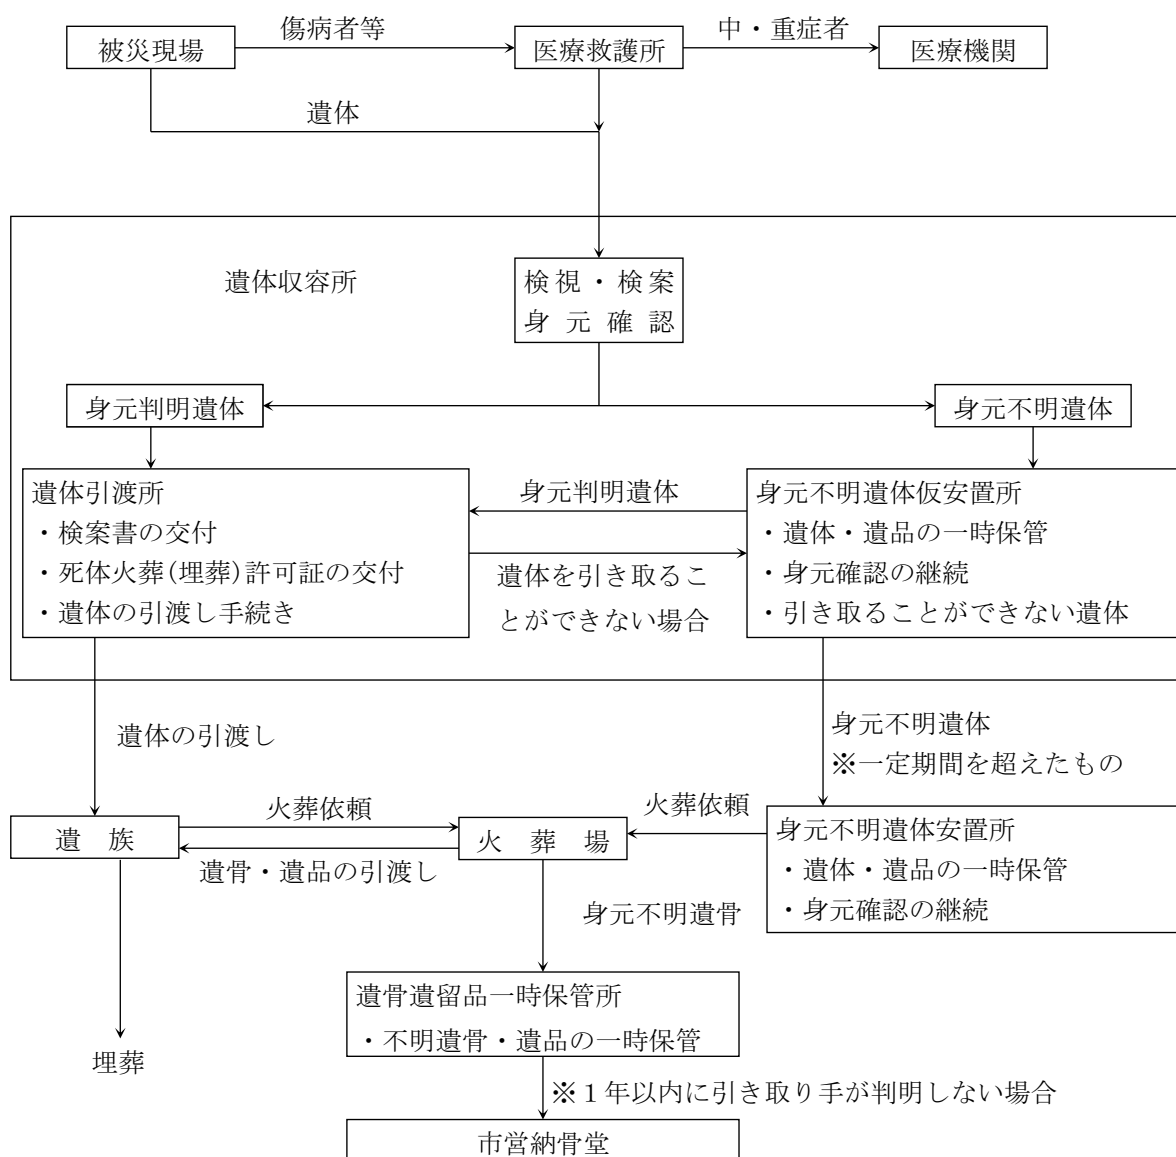 傷病者等
中・重症者
被災現場
医療救護所
医療機関
遺体
遺体収容所
検視・検案
身元確認
身元判明遺体
身元不明遺体
遺体引渡所
・検案書の交付
・死体火葬(埋葬)許可証の交付
・遺体の引渡し手続き
身元判明遺体
遺体を引き取るこ
とができない場合
身元不明遺体仮安置所
・遺体・遺品の一時保管
・身元確認の継続
・引き取ることができない遺体
遺体の引渡し
身元不明遺体
※一定期間を超えたもの
火葬依頼
火葬依頼
遺族
火葬場
身元不明遺体安置所
・遺体・遺品の一時保管
・身元確認の継続
遺骨・遺品の引渡し
身元不明遺骨
遺骨遺留品一時保管所
・不明遺骨・遺品の一時保管
埋葬
※１年以内に引き取り手が判明しない場合
市営納骨堂